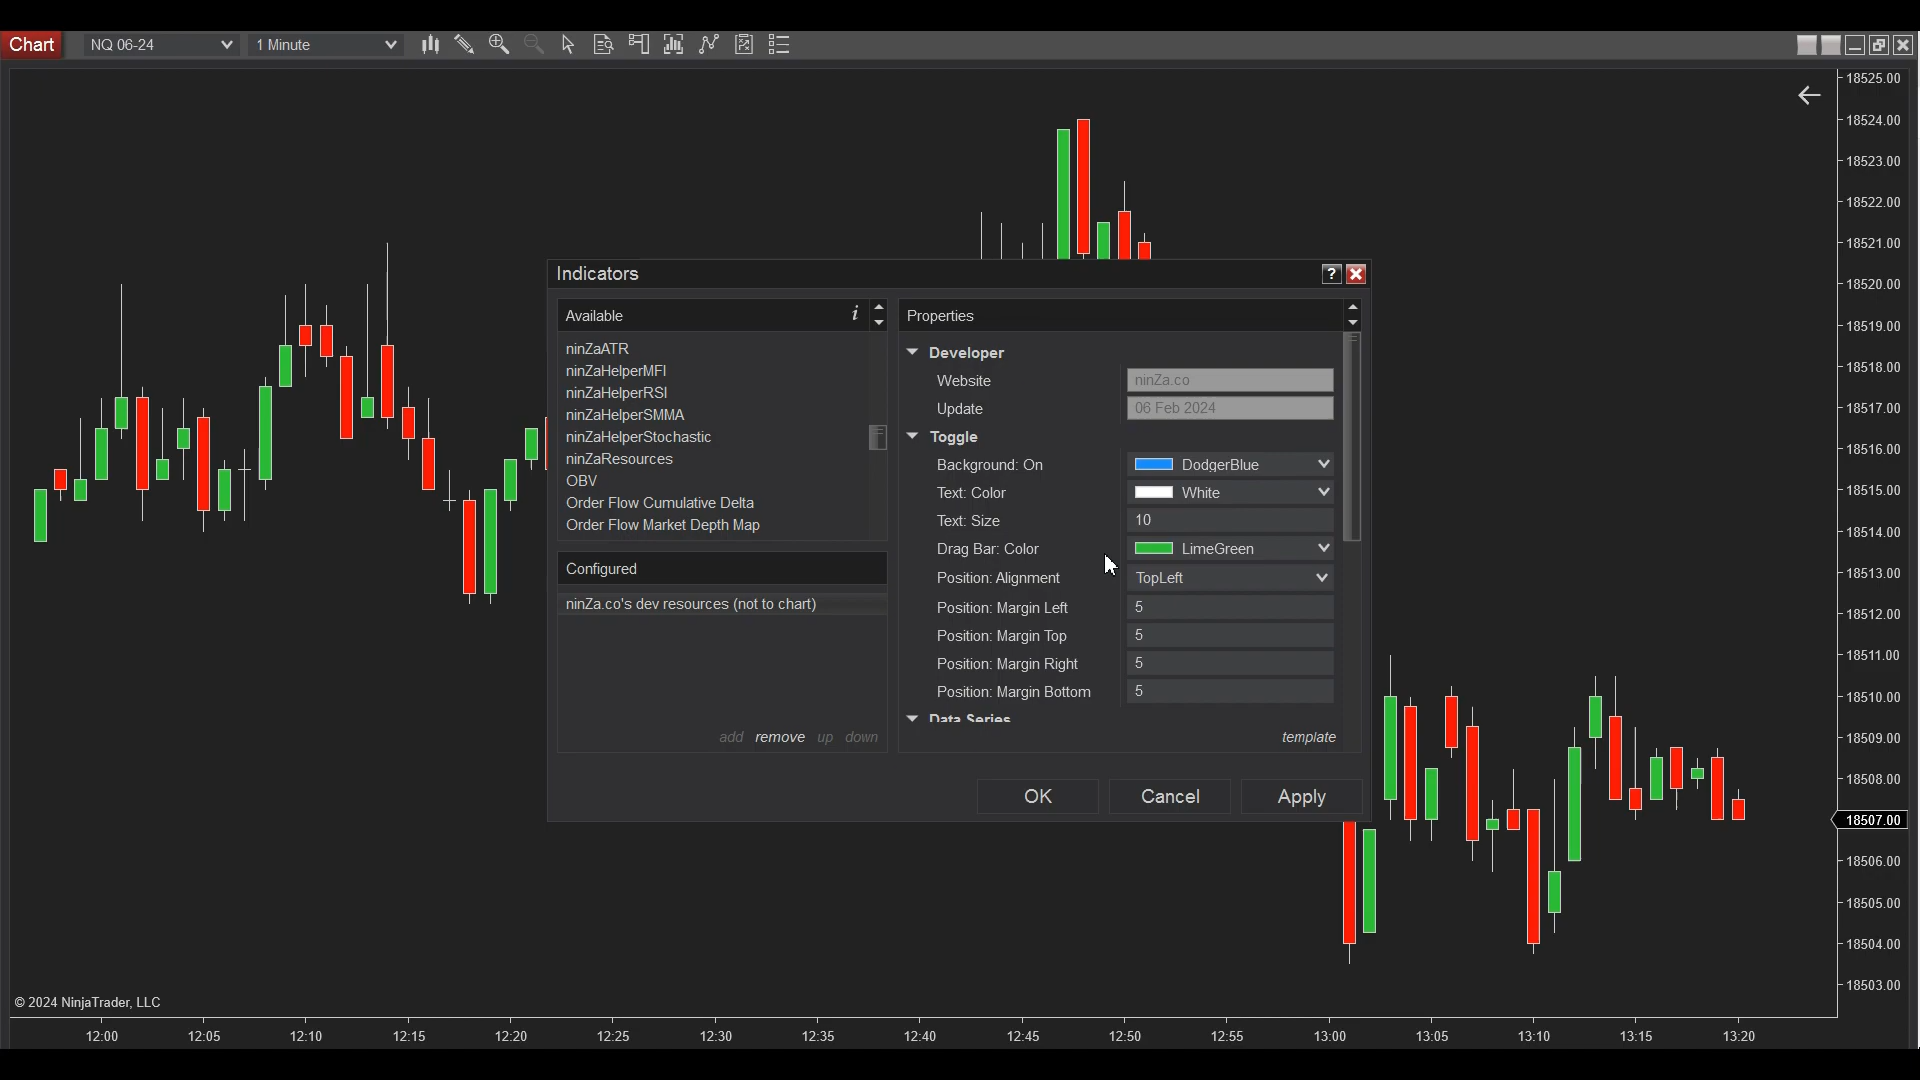 Chart
NQ 06-24
1 Minute
Indicators
?
Available
i
ninZaATR
ninZaHelperMFI
ninZaHelperRSI
ninZaHelperSMMA
ninZaHelperStochastic
ninZaResources
OBV
Order Flow Cumulative Delta
Order Flow Market Depth Map
Configured
ninZa.co's dev resources (not to chart)
add remove up down
Properties
Developer
Website ninZa.co
Update 06 Feb 2024
Toggle
Background: On DodgerBlue
Text: Color White
Text: Size 10
Drag Bar: Color LimeGreen
Position: Alignment TopLeft
Position: Margin Left 5
Position: Margin Top 5
Position: Margin Right 5
Position: Margin Bottom 5
Data Series
template
OK Cancel Apply
18525.00
18524.00
18523.00
18522.00
18521.00
18520.00
18519.00
18518.00
18517.00
18516.00
18515.00
18514.00
18513.00
18512.00
18511.00
18510.00
18509.00
18508.00
18507.00
18506.00
18505.00
18504.00
18503.00
© 2024 NinjaTrader, LLC
12:00 12:05 12:10 12:15 12:20 12:25 12:30 12:35 12:40 12:45 12:50 12:55 13:00 13:05 13:10 13:15 13:20